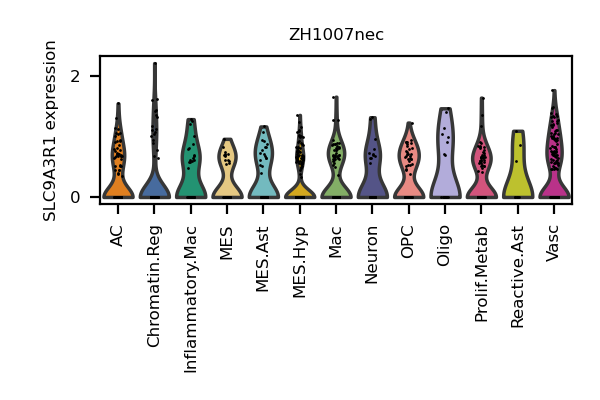 ZH1007nec
SLC9A3R1 expression
2
0
AC
Chromatin.Reg
Inflammatory.Mac
MES
MES.Ast
MES.Hyp
Mac
Neuron
OPC
Oligo
Prolif.Metab
Reactive.Ast
Vasc